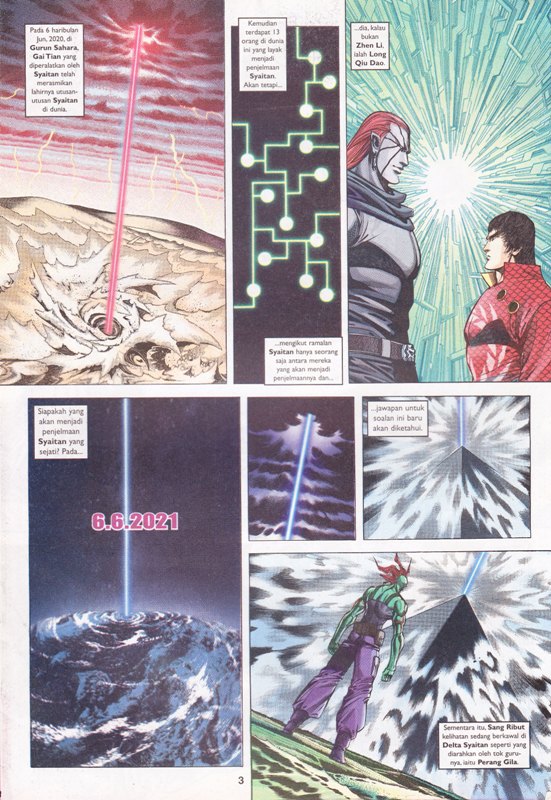 Pada 6 haribulan
Jun, 2020, di
Gurun Sahara,
Gai Tian yang
diperalatkan oleh
Syaitan telah
merasmikan
lahirnya utusan-
utusan Syaitan
di dunia.
Kemudian
terdapat 13
orang di dunia
ini yang layak
menjadi
penjelmaan
Syaitan.
Akan tetapi...
...mengikut ramalan
Syaitan hanya seorang
saja antara mereka
yang akan menjadi
penjelmaannya dan...
...dia, kalau
bukan
Zhen Li,
ialah Long
Qiu Dao.
Siapakah yang
akan menjadi
penjelmaan
Syaitan yang
sejati? Pada...
6.6.2021
...jawapan untuk
soalan ini baru
akan diketahui.
Sementara itu, Sang Ribut
kelihatan sedang berkawal di
Delta Syaitan seperti yang
diarahkan oleh tok guru-
nya, iaitu Perang Gila.
3